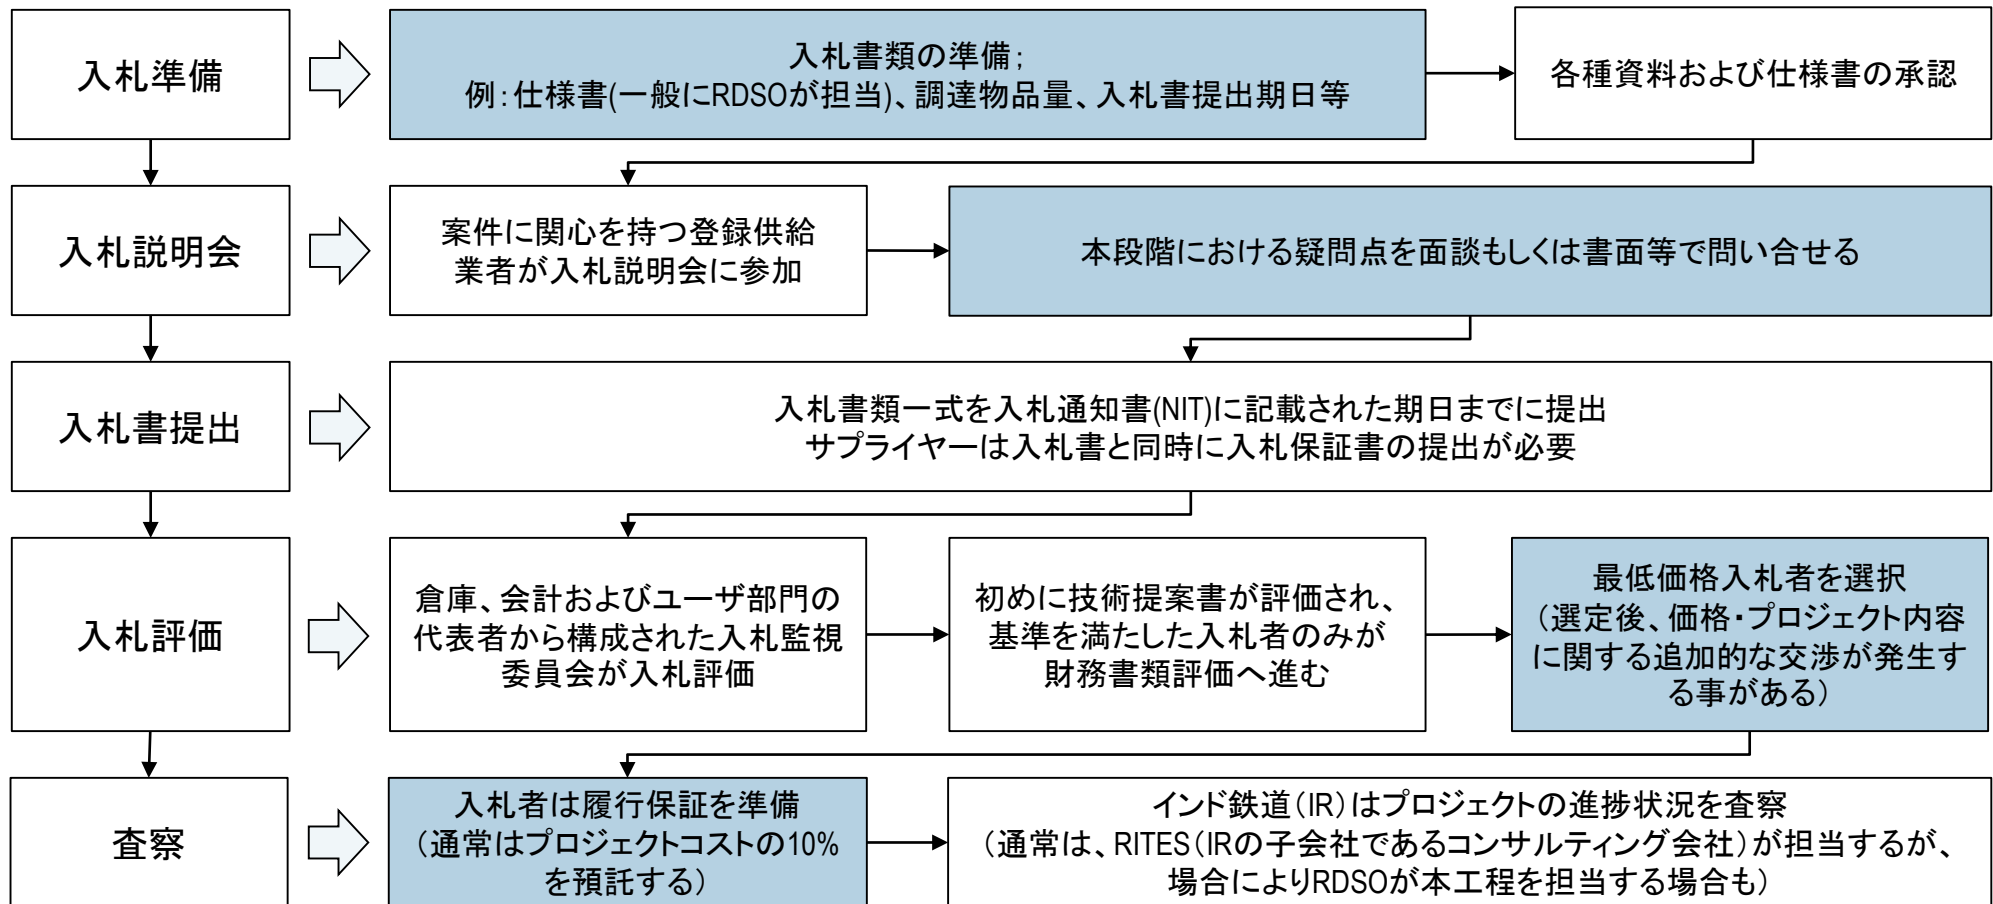 入札準備
入札書類の準備;
例:仕様書(一般にRDSOが担当)、調達物品量、入札書提出期日等
各種資料および仕様書の承認
入札説明会
案件に関心を持つ登録供給
業者が入札説明会に参加
本段階における疑問点を面談もしくは書面等で問い合せる
入札書提出
入札書類一式を入札通知書(NIT)に記載された期日までに提出
サプライヤーは入札書と同時に入札保証書の提出が必要
入札評価
倉庫、会計およびユーザ部門の
代表者から構成された入札監視
委員会が入札評価
初めに技術提案書が評価され、
基準を満たした入札者のみが
財務書類評価へ進む
最低価格入札者を選択
(選定後、価格・プロジェクト内容
に関する追加的な交渉が発生す
る事がある)
査察
入札者は履行保証を準備
(通常はプロジェクトコストの10%
を預託する)
インド鉄道(IR)はプロジェクトの進捗状況を査察
(通常は、RITES(IRの子会社であるコンサルティング会社)が担当するが、
場合によりRDSOが本工程を担当する場合も)